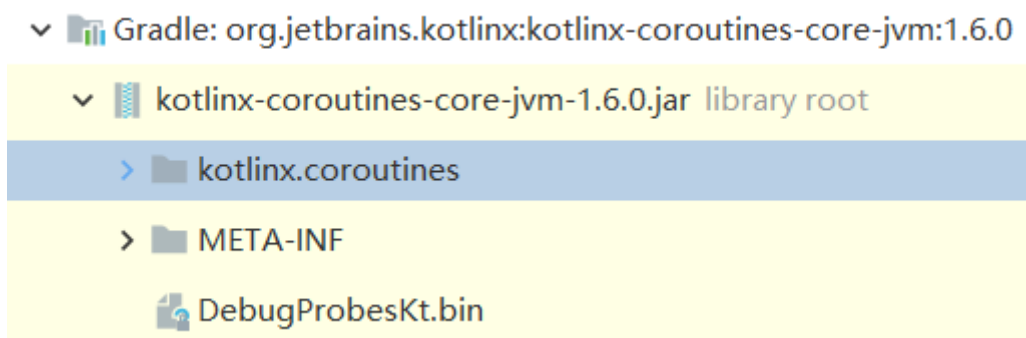 Gradle: org.jetbrains.kotlinx:kotlinx-coroutines-core-jvm:1.6.0
kotlinx-coroutines-core-jvm-1.6.0.jar library root
kotlinx.coroutines
META-INF
DebugProbesKt.bin